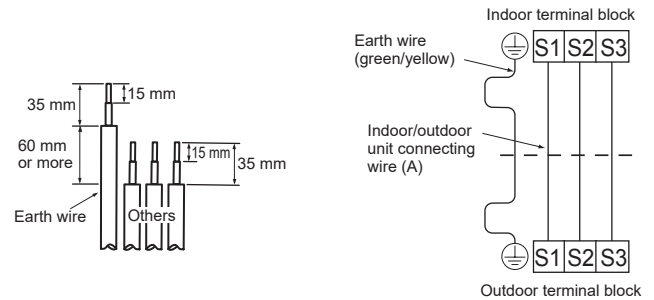 35 mm
15 mm
60 mm
or more
15 mm
35 mm
Earth wire
Others
Indoor terminal block
Earth wire
(green/yellow)
S1 S2 S3
Indoor/outdoor
unit connecting
wire (A)
S1 S2 S3
Outdoor terminal block